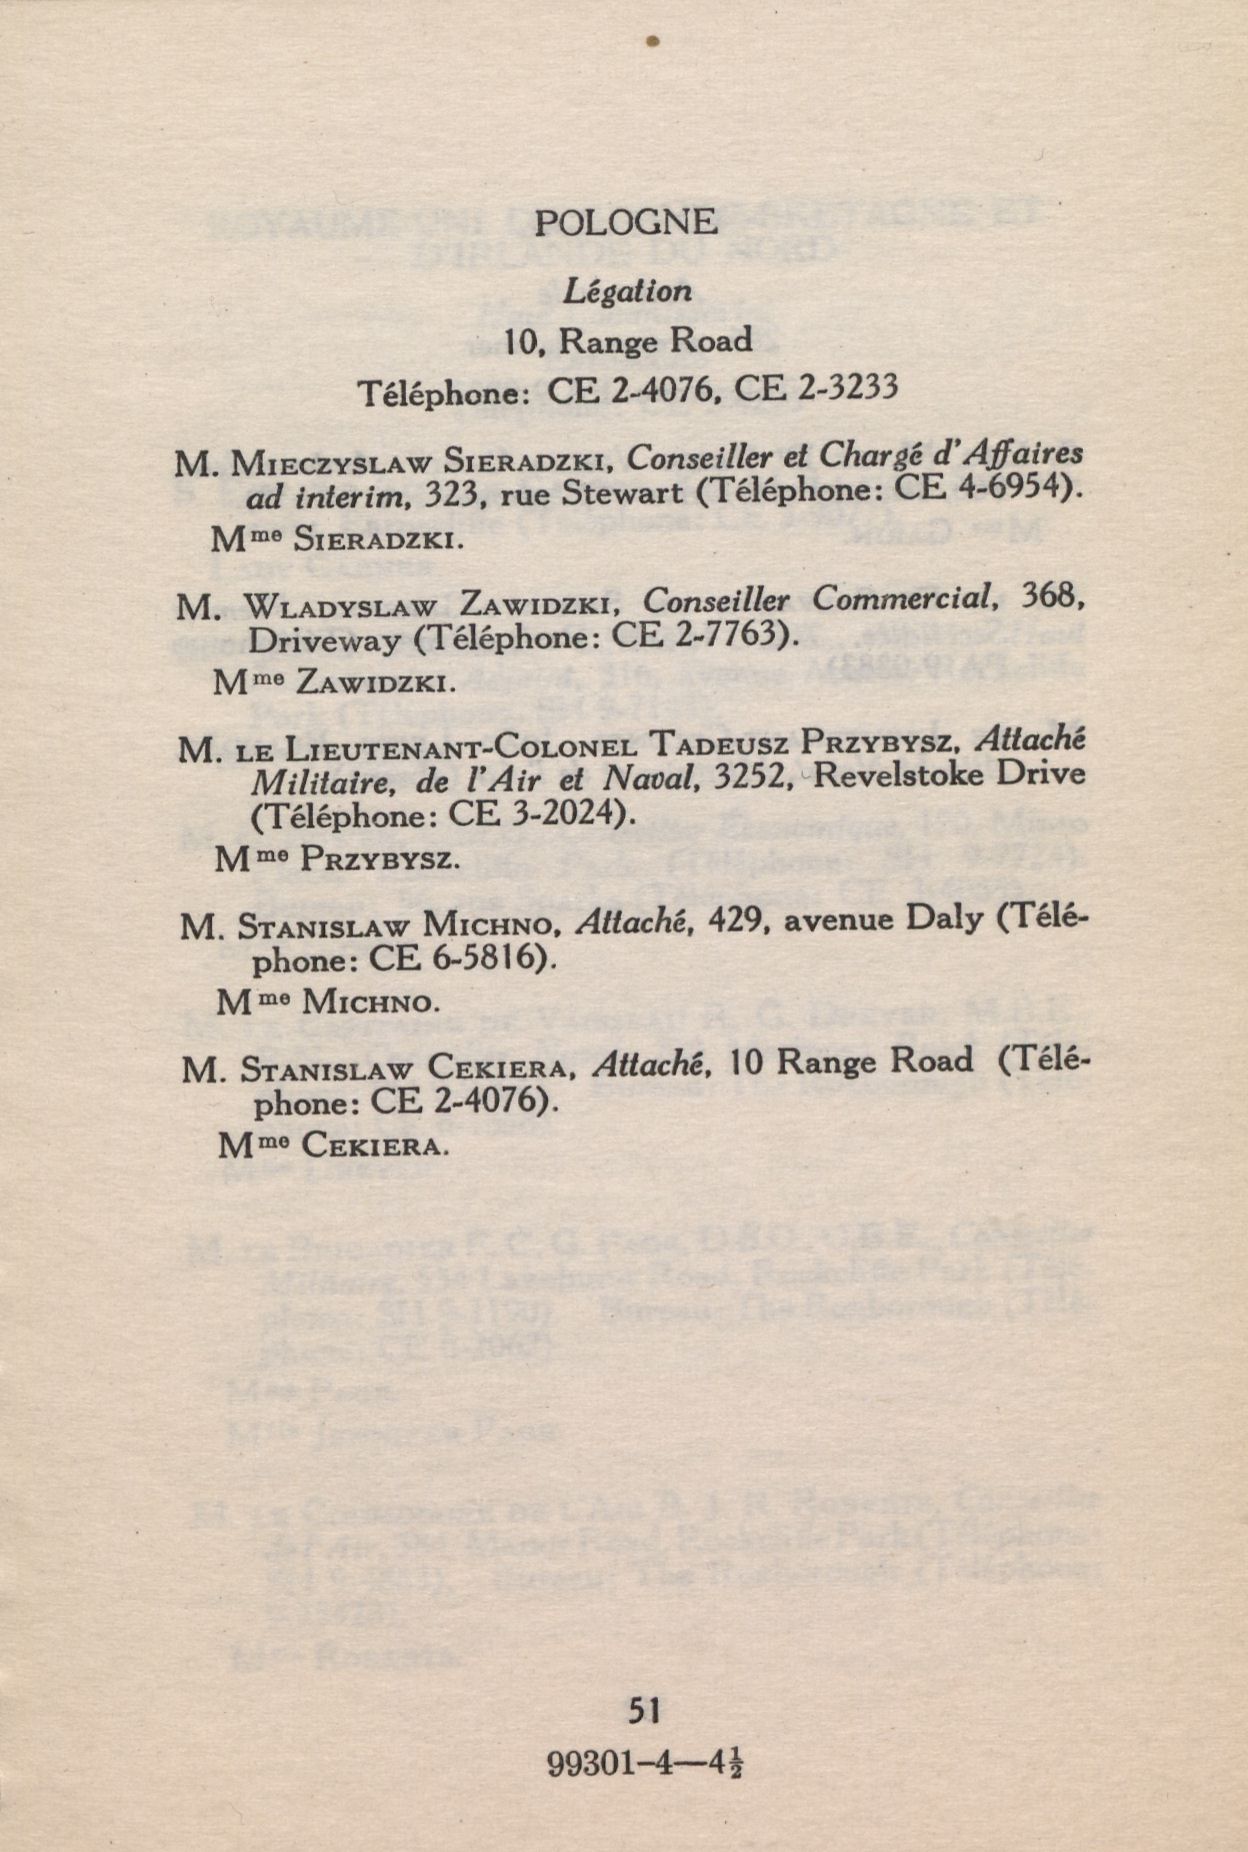 POLOGNE
Légation
10, Range Road
Téléphone: CE 2-4076, CE 2-3233
M. Mieczyslaw Sieradzki, Conseiller et Chargé d'Affaires
ad interim, 323, rue Stewart (Téléphone: CE 4-6954).
Mme Sieradzki.
M. Wladyslaw Zawidzki, Conseiller Commercial, 368,
Driveway (Téléphone: CE 2-7763).
Mme Zawidzki.
M. le Lieutenant-Colonel Tadeusz Przybysz, Attaché
Militaire, de l'Air et Naval, 3252, Revelstoke Drive
(Téléphone: CE 3-2024).
Mme Przybysz.
M. Stanislaw Michno, Attaché, 429, avenue Daly (Télé-
phone: CE 6-5816).
Mme Michno.
M. Stanislaw Cekiera, Attaché, 10 Range Road (Télé-
phone: CE 2-4076).
Mme Cekiera.
51
99301-4—4½